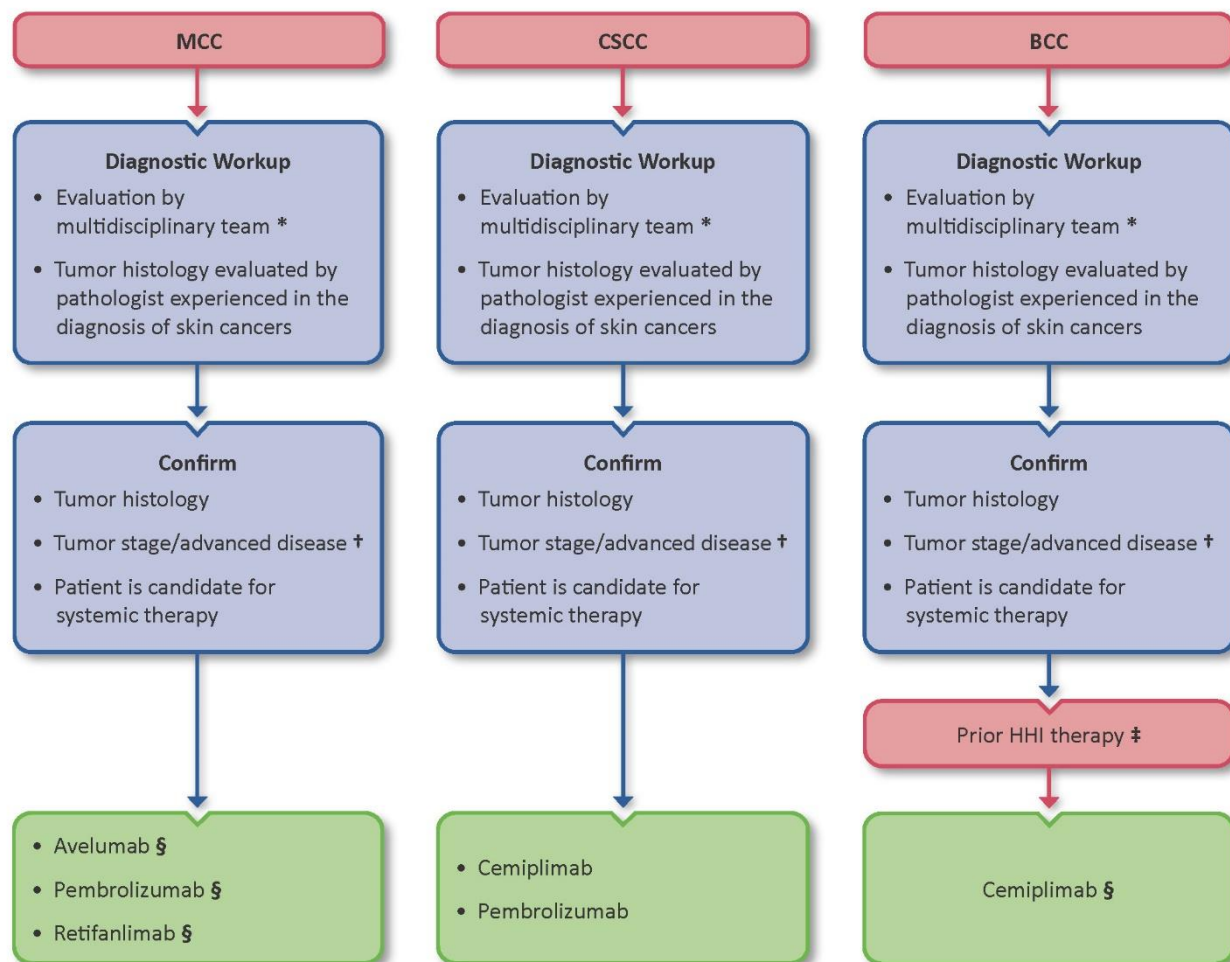 MCC
Diagnostic Workup
• Evaluation by
multidisciplinary team *
• Tumor histology evaluated by
pathologist experienced in the
diagnosis of skin cancers
Confirm
• Tumor histology
• Tumor stage/advanced disease †
• Patient is candidate for
systemic therapy
• Avelumab §
• Pembrolizumab §
• Retifanlimab §
CSCC
Diagnostic Workup
• Evaluation by
multidisciplinary team *
• Tumor histology evaluated by
pathologist experienced in the
diagnosis of skin cancers
Confirm
• Tumor histology
• Tumor stage/advanced disease †
• Patient is candidate for
systemic therapy
• Cemiplimab
• Pembrolizumab
BCC
Diagnostic Workup
• Evaluation by
multidisciplinary team *
• Tumor histology evaluated by
pathologist experienced in the
diagnosis of skin cancers
Confirm
• Tumor histology
• Tumor stage/advanced disease †
• Patient is candidate for
systemic therapy
Prior HHI therapy ‡
Cemiplimab §